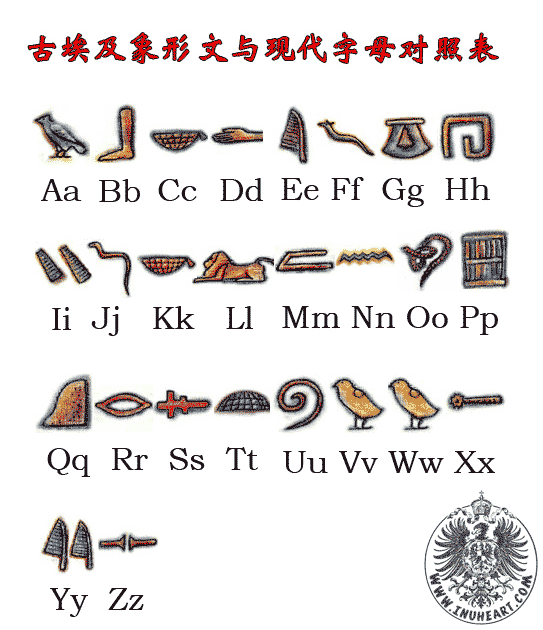 古埃及象形文与现代字母对照表
Aa Bb Cc Dd Ee Ff Gg Hh
Ii Jj Kk Ll Mm Nn Oo Pp
Qq Rr Ss Tt Uu Vv Ww Xx
Yy Zz
WWW.INUHEART.COM